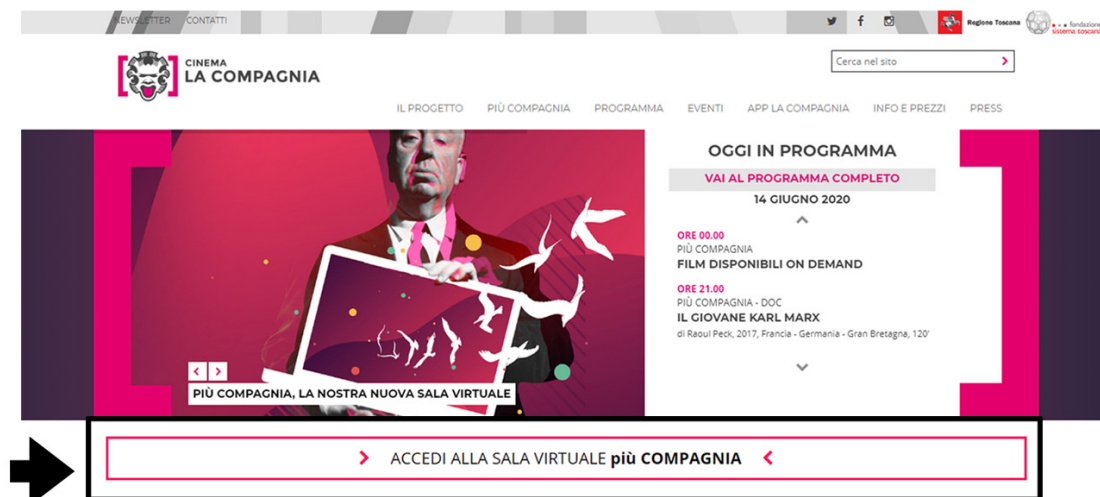 NEWSLETTER CONTATTI
Regione Toscana
fondazione
sistema toscana
CINEMA
LA COMPAGNIA
Cerca nel sito
IL PROGETTO PIÙ COMPAGNIA PROGRAMMA EVENTI APP LA COMPAGNIA INFO E PREZZI PRESS
OGGI IN PROGRAMMA
VAI AL PROGRAMMA COMPLETO
14 GIUGNO 2020
ORE 00.00
PIÙ COMPAGNIA
FILM DISPONIBILI ON DEMAND
ORE 21.00
PIÙ COMPAGNIA - DOC
IL GIOVANE KARL MARX
di Raoul Peck, 2017, Francia - Germania - Gran Bretagna, 120'
PIÙ COMPAGNIA, LA NOSTRA NUOVA SALA VIRTUALE
ACCEDI ALLA SALA VIRTUALE più COMPAGNIA